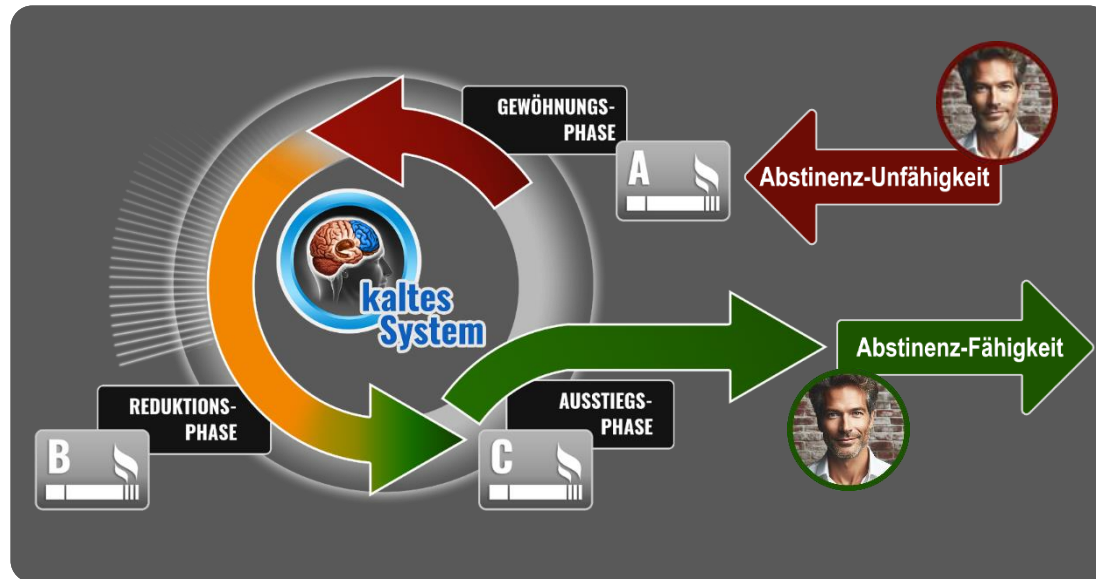 GEWÖHNUNGS-
PHASE
A
Abstinenz-Unfähigkeit
kaltes
System
Abstinenz-Fähigkeit
REDUKTIONS-
PHASE
B
AUSSTIEGS-
PHASE
C